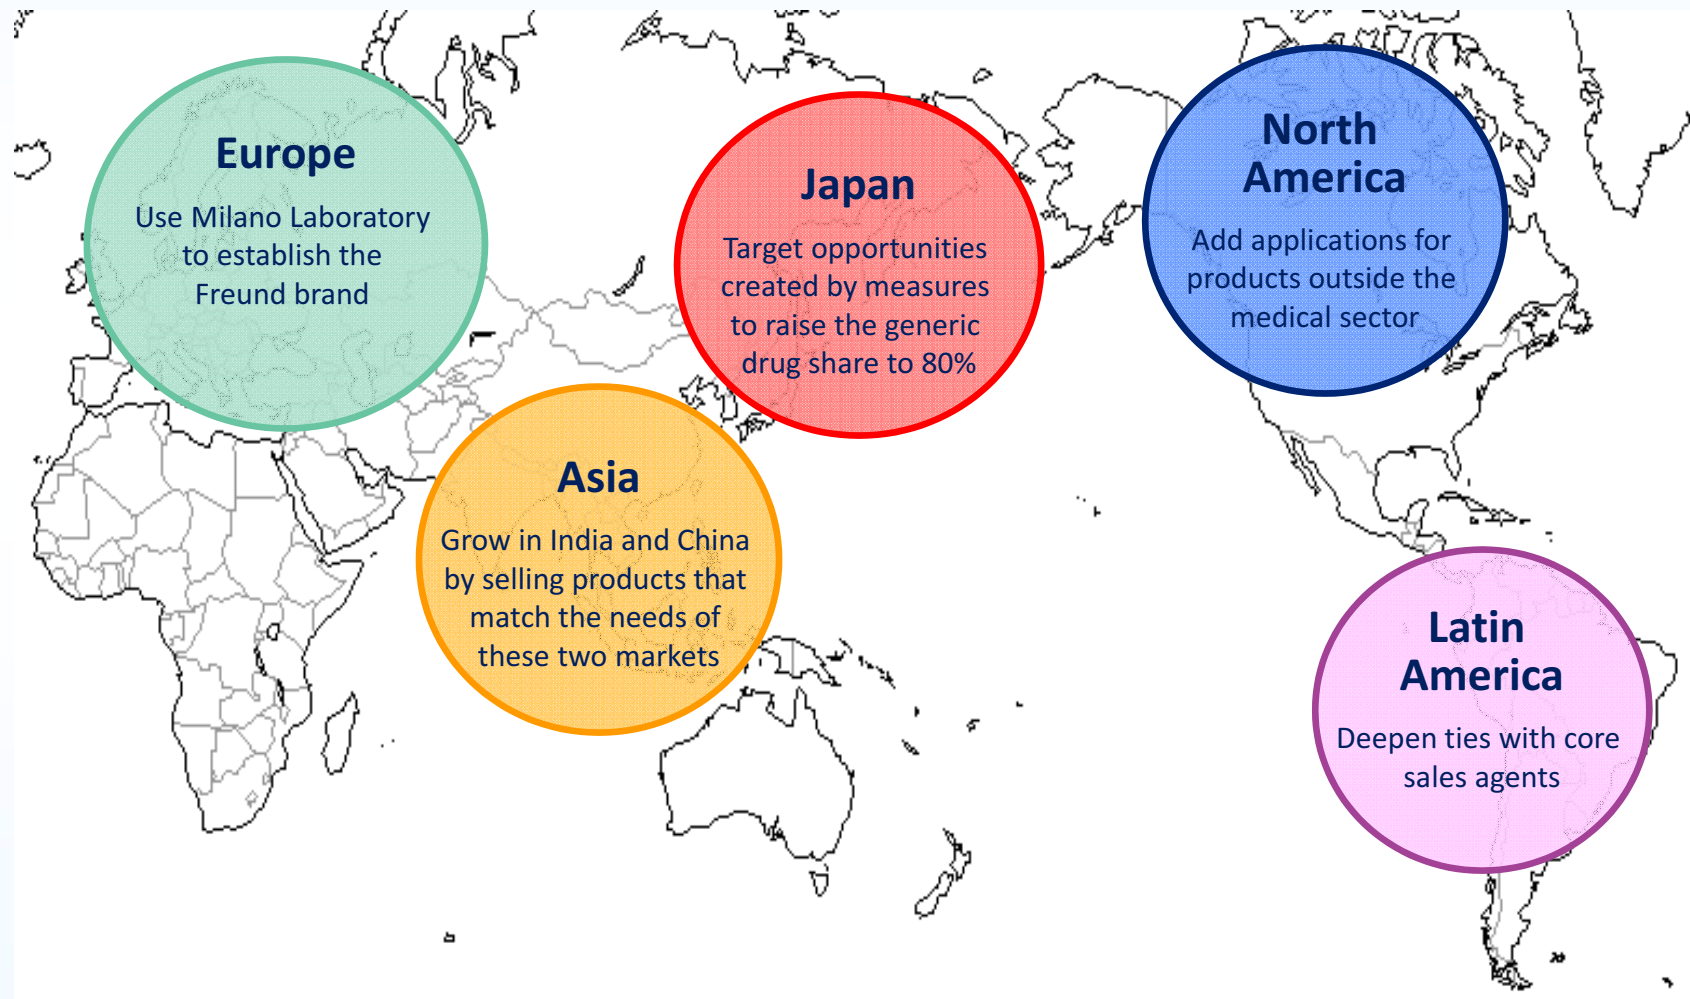 Europe
Use Milano Laboratory
to establish the
Freund brand
Japan
Target opportunities
created by measures
to raise the generic
drug share to 80%
North
America
Add applications for
products outside the
medical sector
Asia
Grow in India and China
by selling products that
match the needs of
these two markets
Latin
America
Deepen ties with core
sales agents